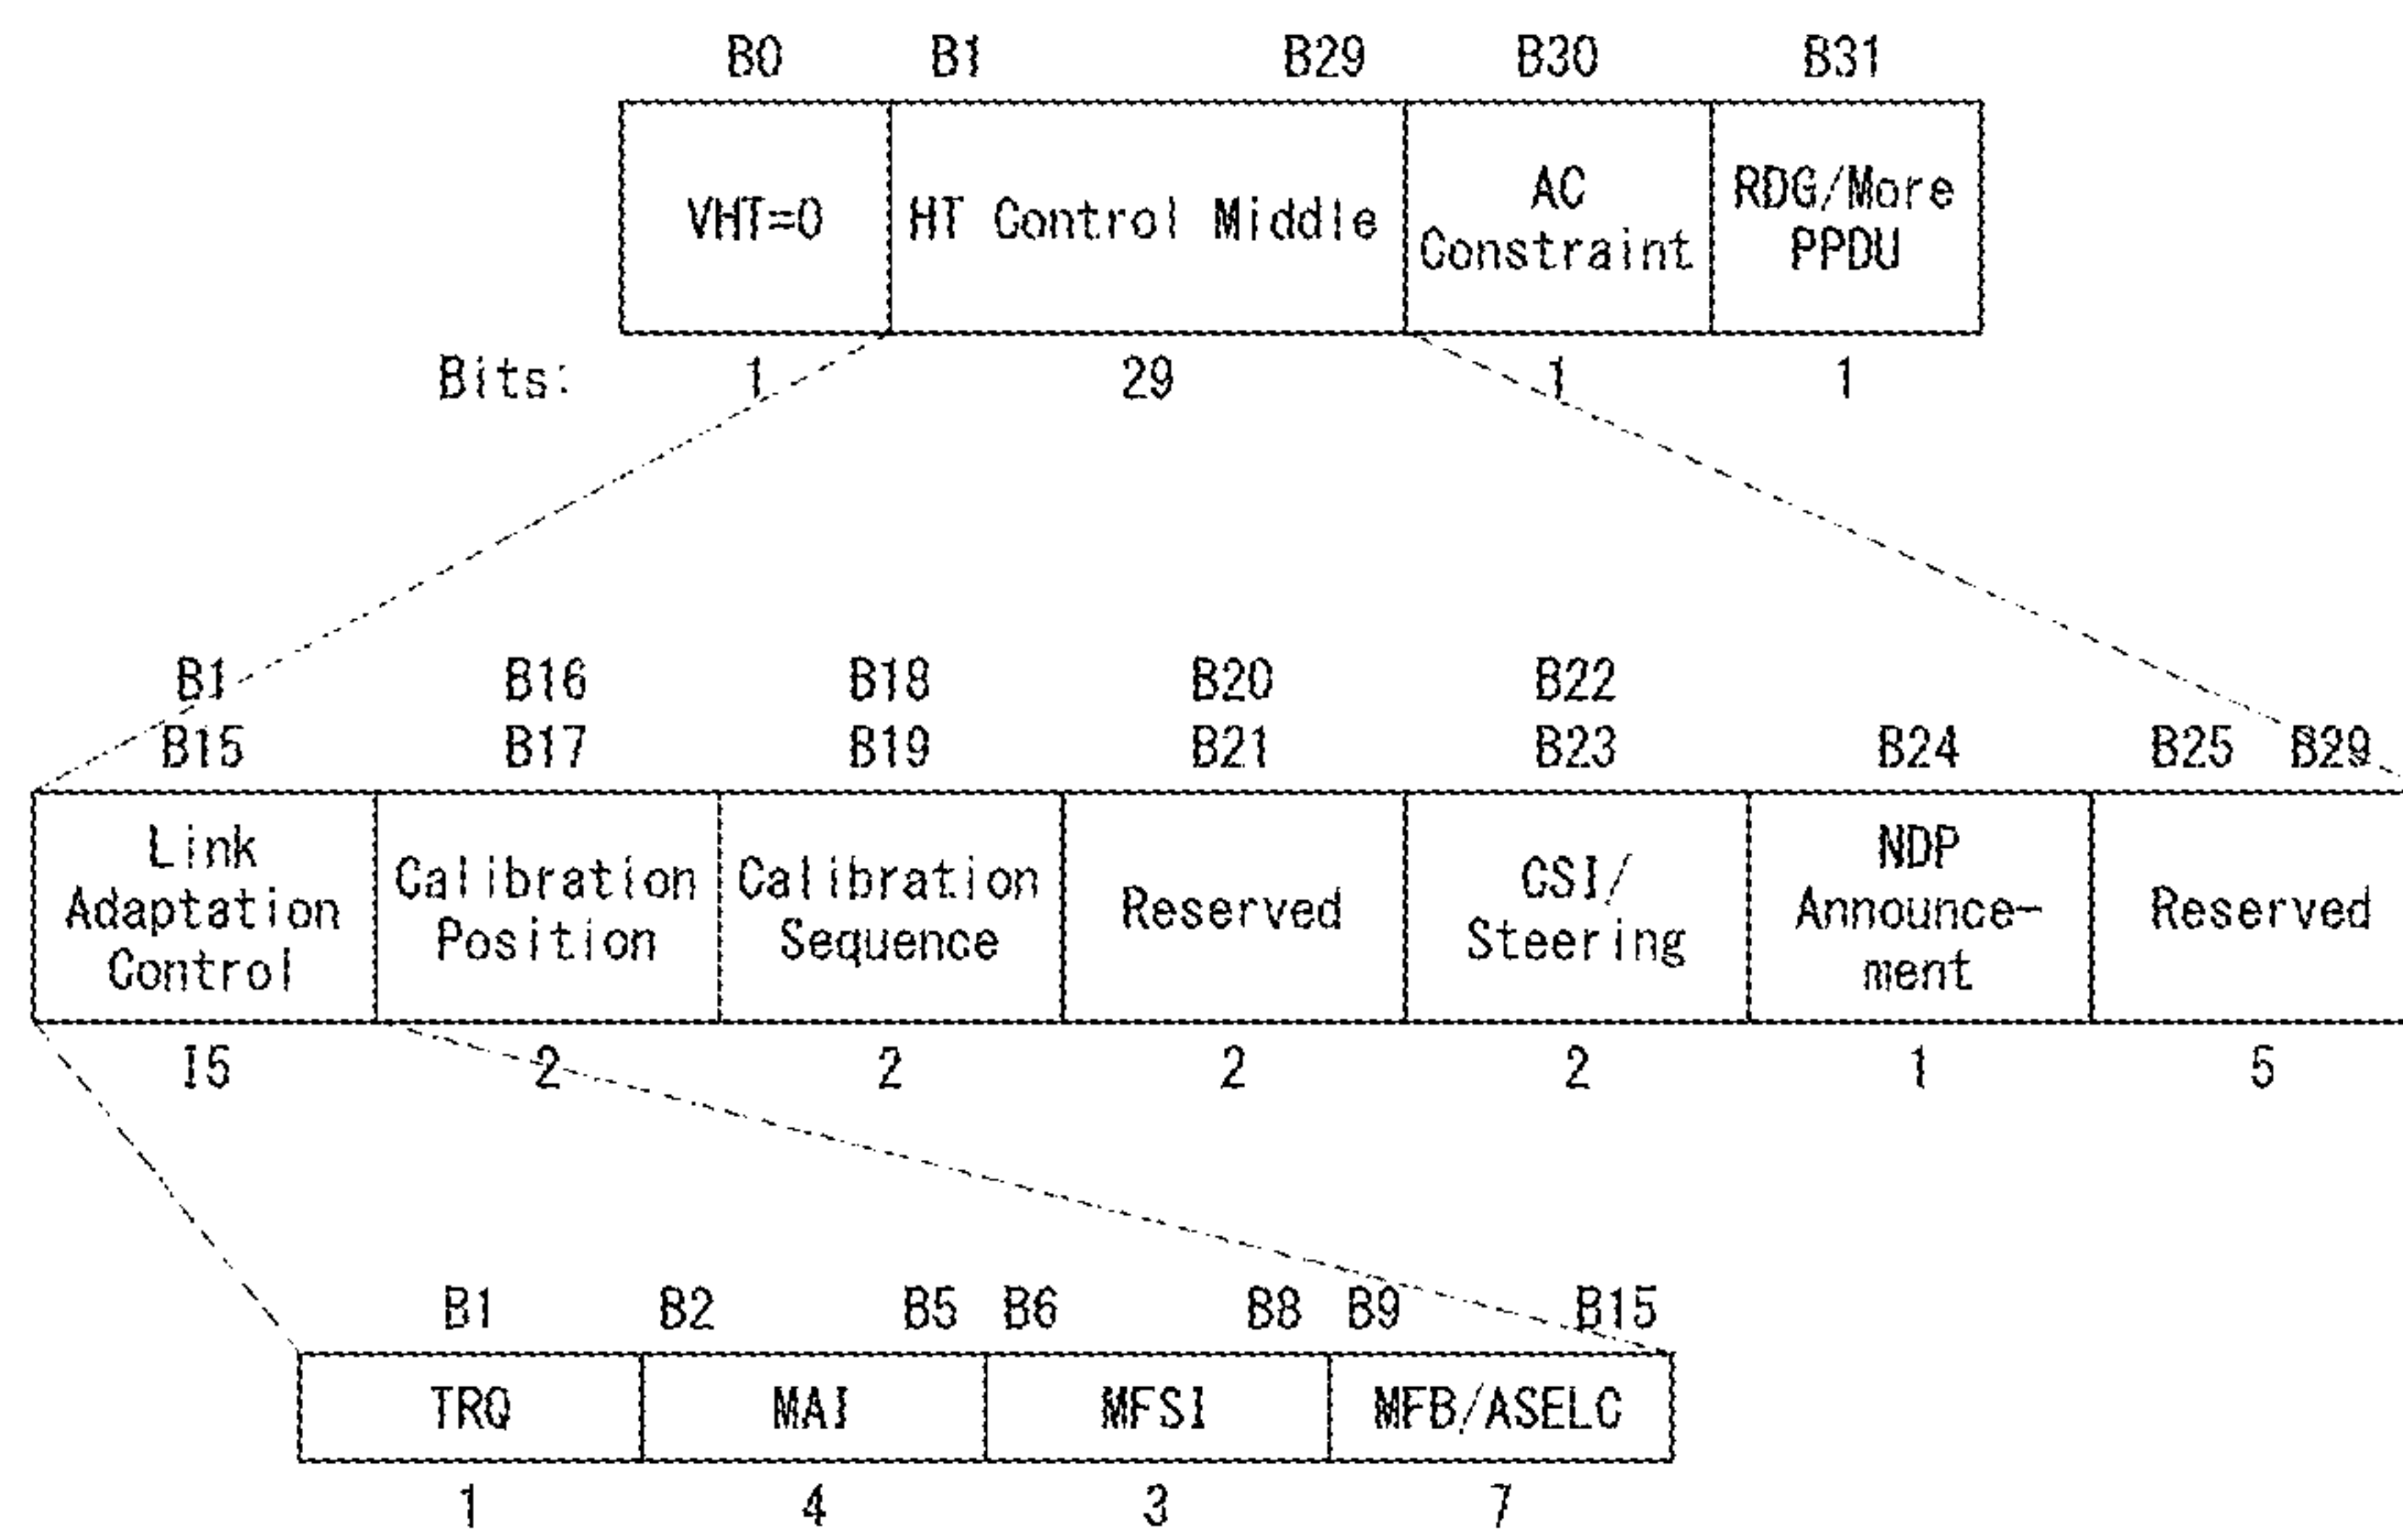 B0 B1 B29 B30 B31
VHT=0 HT Control Middle AC Constraint RDG/More PPDU
Bits: 1 29 1 1
B1 B16 B18 B20 B22
B15 B17 B19 B21 B23 B24 B25 B29
Link Adaptation Control Calibration Position Calibration Sequence Reserved CSI/ Steering NDP Announce- ment Reserved
15 2 2 2 2 1 5
B1 B2 B5 B6 B8 B9 B15
TRQ MAI MFSI MFB/ASELC
1 4 3 7